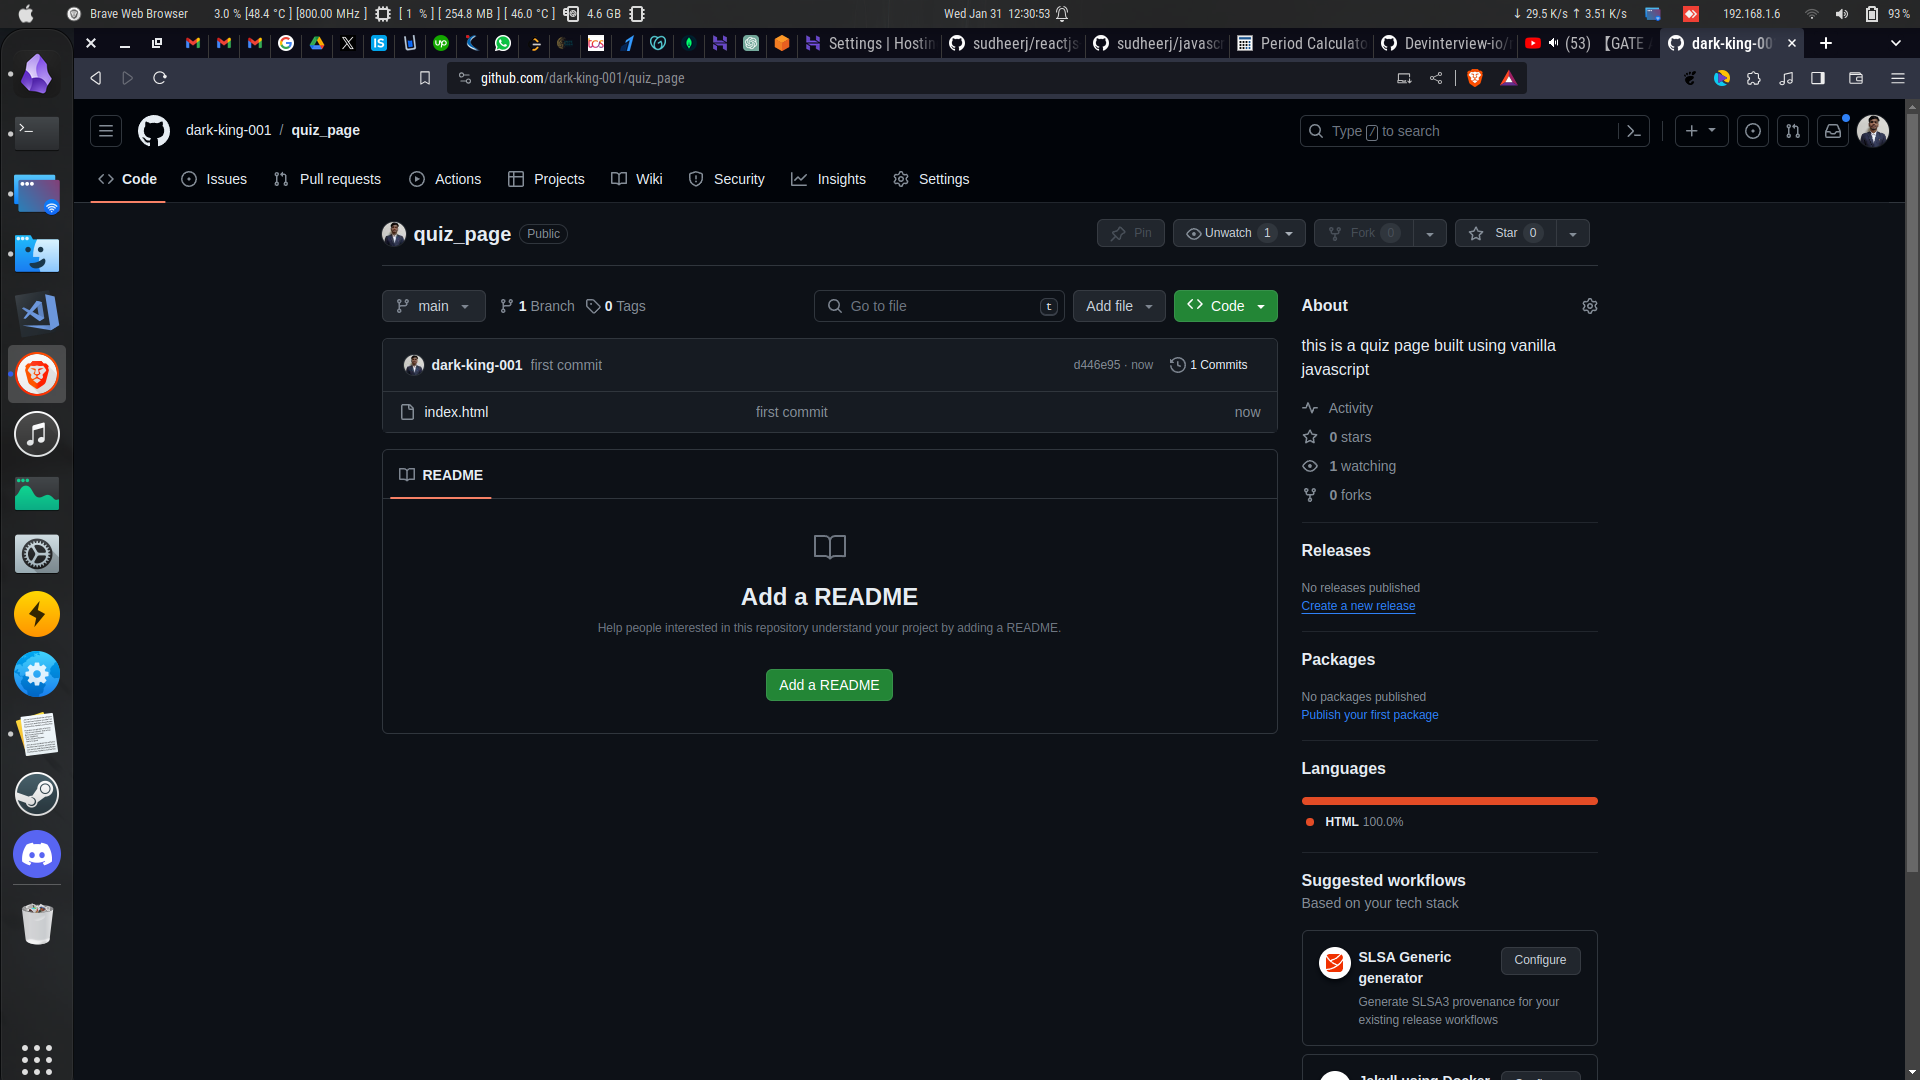 Brave Web Browser 3.0 % [48.4 °C ] [800.00 MHz ] [ 1 % ] [ 254.8 MB ] [ 46.0 °C ] 4.6 GB Wed Jan 31 12:30:53 ↓ 29.5 K/s ↑ 3.51 K/s 192.168.1.6 93 %
Settings | Hostin sudheerj/reactjs sudheerj/javascr Period Calculato Devinterview-io/ (53) 【GATE dark-king-00
github.com/dark-king-001/quiz_page
dark-king-001 / quiz_page
Type / to search
Code Issues Pull requests Actions Projects Wiki Security Insights Settings
quiz_page Public
Pin Unwatch 1 Fork 0 Star 0
main 1 Branch 0 Tags
Go to file t Add file Code
dark-king-001 first commit d446e95 · now 1 Commits
index.html first commit now
README
Add a README
Help people interested in this repository understand your project by adding a README.
Add a README
About
this is a quiz page built using vanilla
javascript
Activity
0 stars
1 watching
0 forks
Releases
No releases published
Create a new release
Packages
No packages published
Publish your first package
Languages
HTML 100.0%
Suggested workflows
Based on your tech stack
SLSA Generic
generator
Configure
Generate SLSA3 provenance for your
existing release workflows
Jekyll using Docker